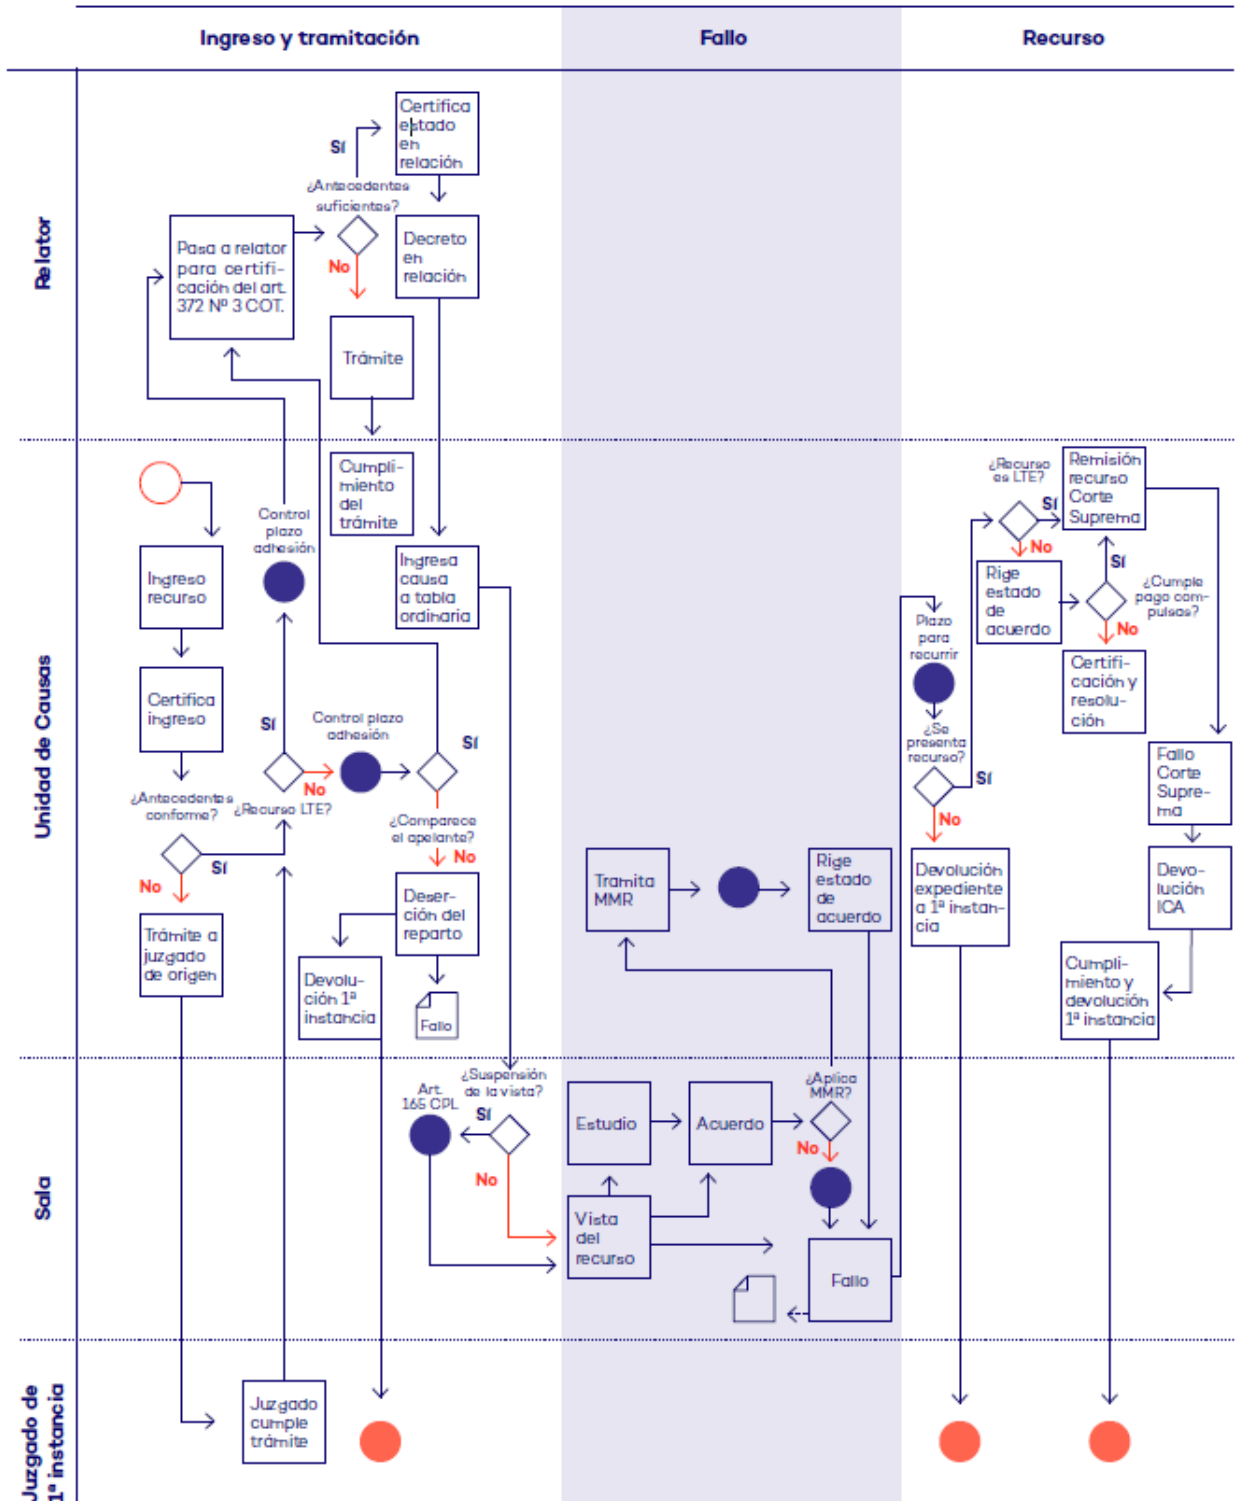 Ingreso y tramitación
Fallo
Recurso
Relator
Certifica
estado
en
relación
Sí
¿Antecedentes
suficientes?
No
Pasa a relator
para certifi-
cación del art.
372 Nº 3 COT.
Decreto
en
relación
Trámite
Unidad de Causas
Cumpli-
miento
del
trámite
Control
plazo
adhesión
Ingreso
recurso
Ingresa
causa
a tabla
ordinaria
Certifica
ingreso
Sí
Control plazo
adhesión
Sí
No
¿Antecedentes
conforme?
¿Recurso LTE?
¿Comparece
el apelante?
No
Sí
No
Trámite a
juzgado
de origen
Deser-
ción del
reparto
Devolu-
ción 1ª
instancia
Fallo
Tramita
MMR
Rige
estado
de
acuerdo
¿Recurso
es LTE?
Sí
No
Remisión
recurso
Corte
Suprema
Rige
estado
de
acuerdo
Sí
¿Cumple
pago com-
pulsas?
No
Certifi-
cación y
resolu-
ción
Plazo
para
recurrir
¿Se
presenta
recurso?
Sí
No
Fallo
Corte
Supre-
ma
Devolución
expediente
a 1ª instan-
cia
Devo-
lución
ICA
Cumpli-
miento y
devolución
1ª instancia
Sala
Art.
165 CPL
¿Suspensión
de la vista?
Sí
No
Estudio
Acuerdo
¿Aplica
MMR?
No
Vista
del
recurso
Fallo
Juzgado de
1ª instancia
Juzgado
cumple
trámite